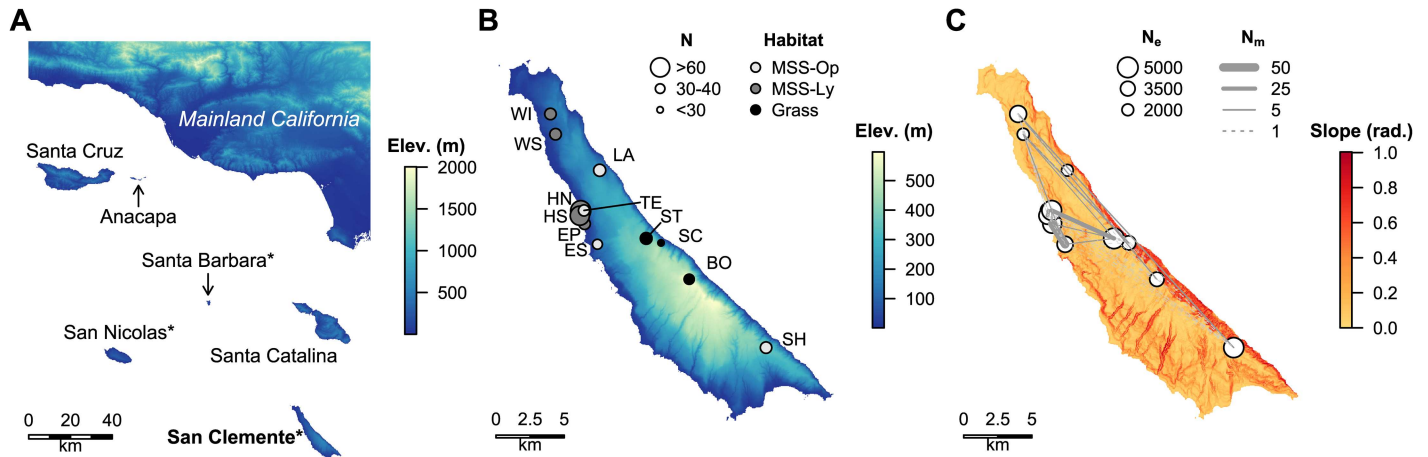 A
Mainland California
Santa Cruz
Anacapa
Santa Barbara*
San Nicolas*
Santa Catalina
San Clemente*
0 20 40
km
Elev. (m)
2000
1500
1000
500
B
N
>60
30-40
<30
Habitat
MSS-Op
MSS-Ly
Grass
WI
WS
LA
HN
TE
HS
ST
EP
SC
ES
BO
SH
0 2.5 5
km
Elev. (m)
500
400
300
200
100
C
Ne
5000
3500
2000
Nm
50
25
5
1
Slope (rad.)
1.0
0.8
0.6
0.4
0.2
0.0
0 2.5 5
km